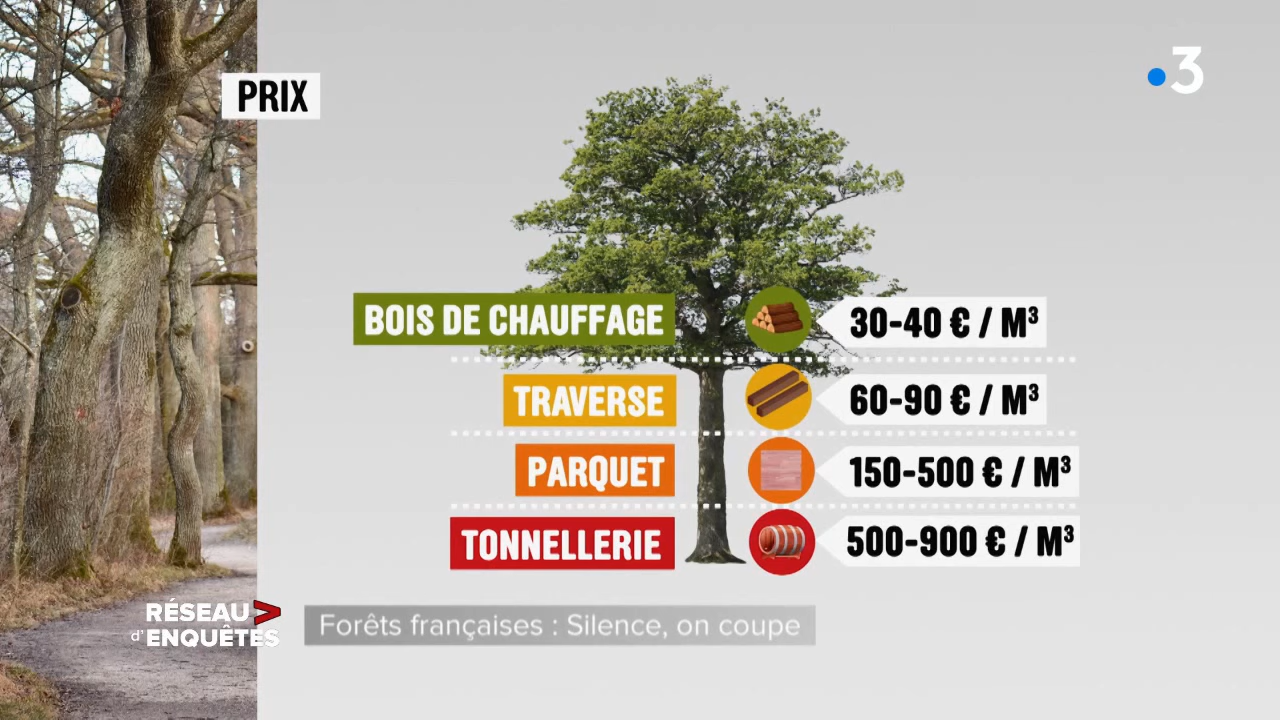 PRIX
3
BOIS DE CHAUFFAGE
30-40 € / M³
TRAVERSE
60-90 € / M³
PARQUET
150-500 € / M³
TONNELLERIE
500-900 € / M³
RÉSEAU >
d'ENQUÊTES
Forêts françaises : Silence, on coupe